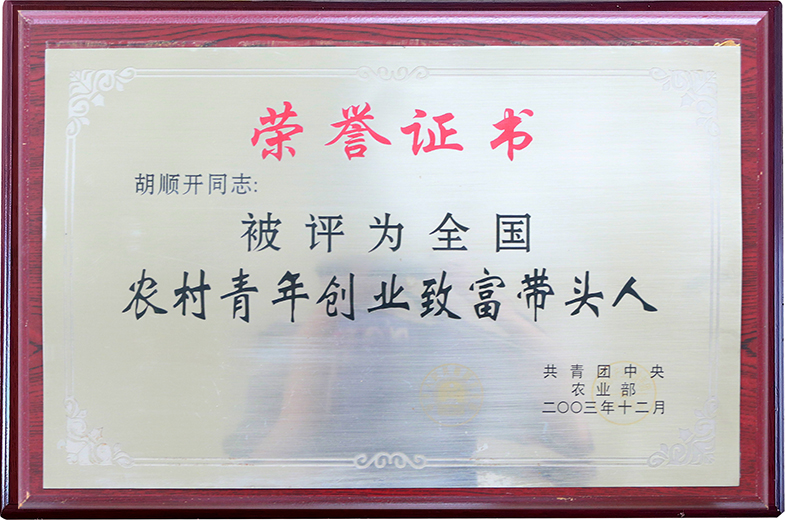 荣誉证书
胡顺开同志:
被评为全国
农村青年创业致富带头人
共青团中央
农业部
二〇〇三年十二月